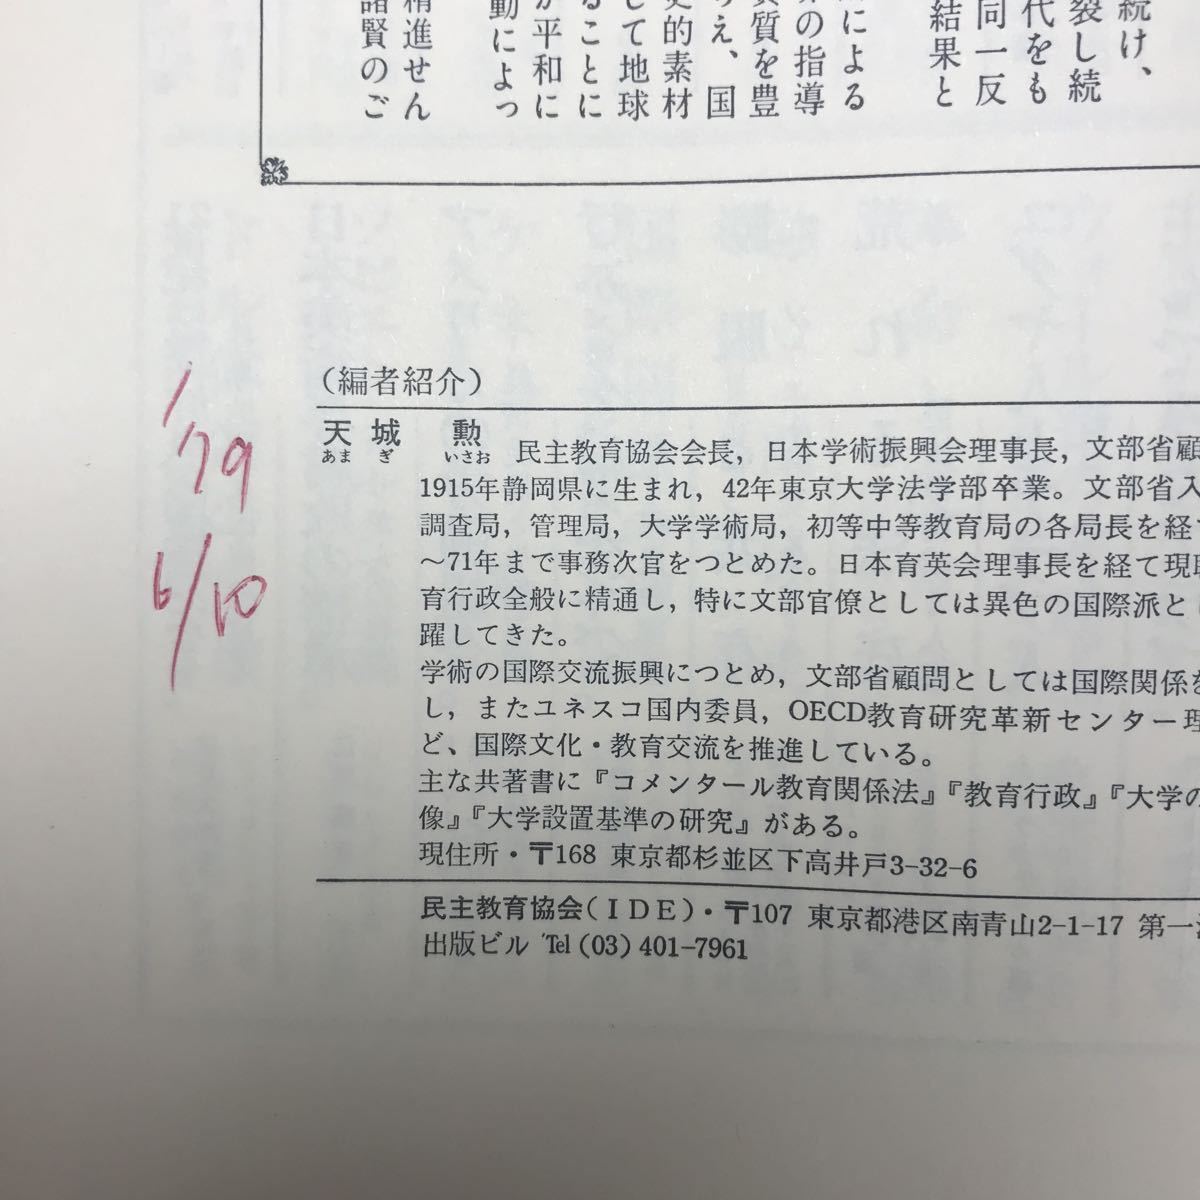 続け、
裂し続
代をも
同一反
結果と
による
の指導
質を豊
え、国
的素材
して地球
ることに
平和に
動によっ
精進せん
諸賢のご
(編者紹介)
天城 勲 民主教育協会会長，日本学術振興会理事長，文部省顧
あまぎ いさお
1915年静岡県に生まれ，42年東京大学法学部卒業。文部省入
調査局，管理局，大学学術局，初等中等教育局の各局長を経て
～71年まで事務次官をつとめた。日本育英会理事長を経て現職
育行政全般に精通し，特に文部官僚としては異色の国際派とし
躍してきた。
学術の国際交流振興につとめ，文部省顧問としては国際関係を
し，またユネスコ国内委員，OECD教育研究革新センター理
ど、国際文化・教育交流を推進している。
主な共著書に『コメンタール教育関係法』『教育行政』『大学の
像』『大学設置基準の研究』がある。
現住所・〒168 東京都杉並区下高井戸3-32-6
民主教育協会(IDE)・〒107 東京都港区南青山2-1-17 第一法
出版ビル Tel (03) 401-7961
179
6/10